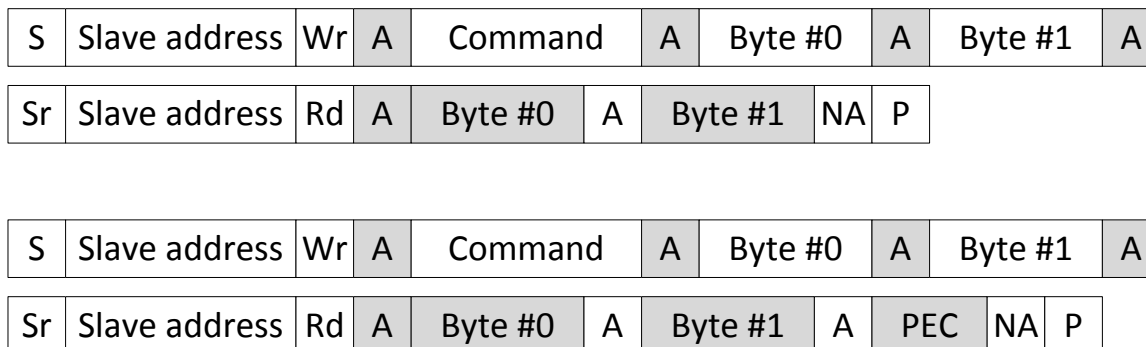 S Slave address Wr A Command A Byte #0 A Byte #1 A
Sr Slave address Rd A Byte #0 A Byte #1 NA P
S Slave address Wr A Command A Byte #0 A Byte #1 A
Sr Slave address Rd A Byte #0 A Byte #1 A PEC NA P